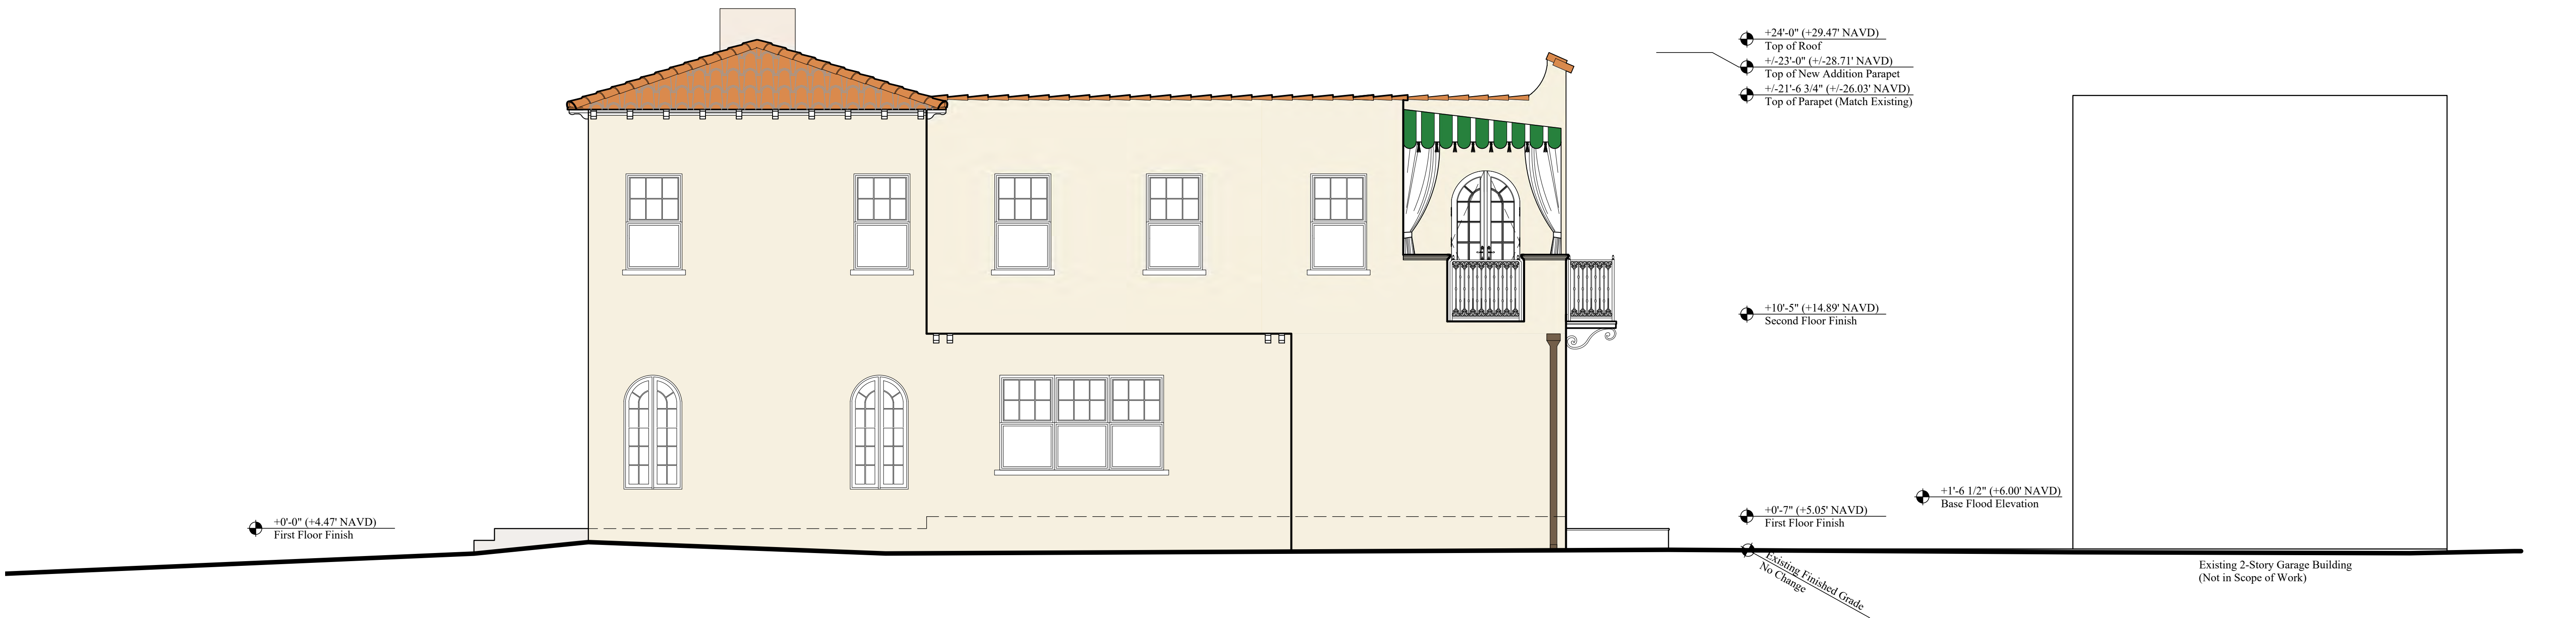 +24'-0" (+29.47' NAVD)
Top of Roof
+/-23'-0" (+/-28.71' NAVD)
Top of New Addition Parapet
+/-21'-6 3/4" (+/-26.03' NAVD)
Top of Parapet (Match Existing)
+10'-5" (+14.89' NAVD)
Second Floor Finish
+1'-6 1/2" (+6.00' NAVD)
Base Flood Elevation
+0'-7" (+5.05' NAVD)
First Floor Finish
+0'-0" (+4.47' NAVD)
First Floor Finish
Existing Finished Grade
No Change
Existing 2-Story Garage Building
(Not in Scope of Work)